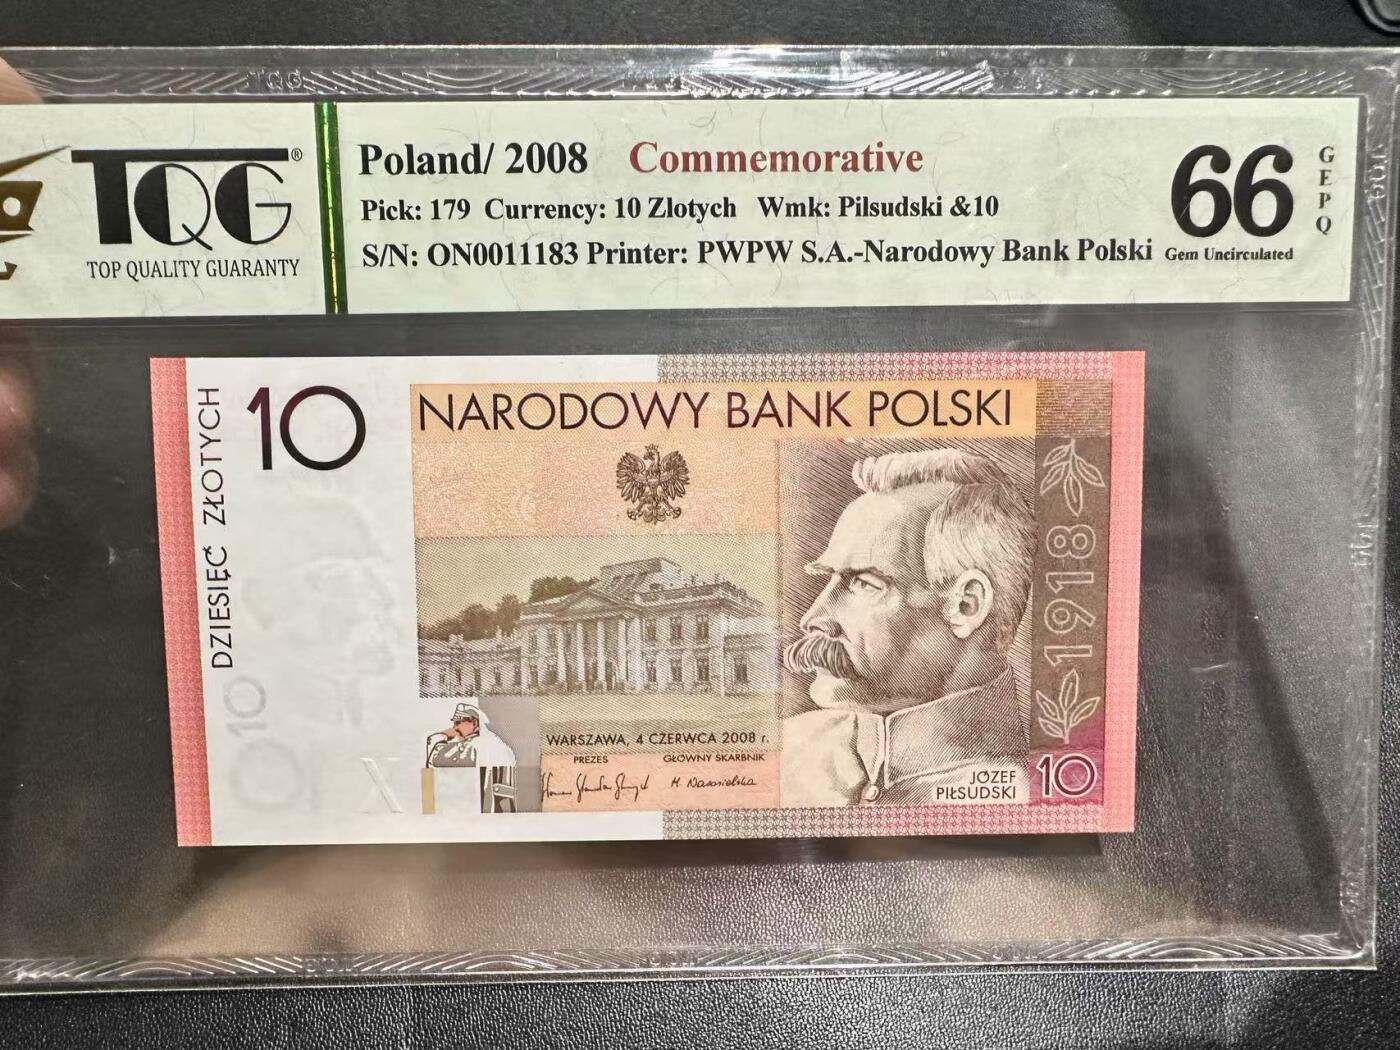 TQG®
TOP QUALITY GUARANTY
Poland/ 2008 Commemorative
Pick: 179 Currency: 10 Zlotych Wmk: Pilsudski &10
S/N: ON0011183 Printer: PWPW S.A.-Narodowy Bank Polski
66
Gem Uncirculated
GEPQ
DZIESIĘĆ ZŁOTYCH
10
NARODOWY BANK POLSKI
1918
10
X
WARSZAWA, 4 CZERWCA 2008 r.
PREZES GŁÓWNY SKARBNIK
JÓZEF
PIŁSUDSKI
10